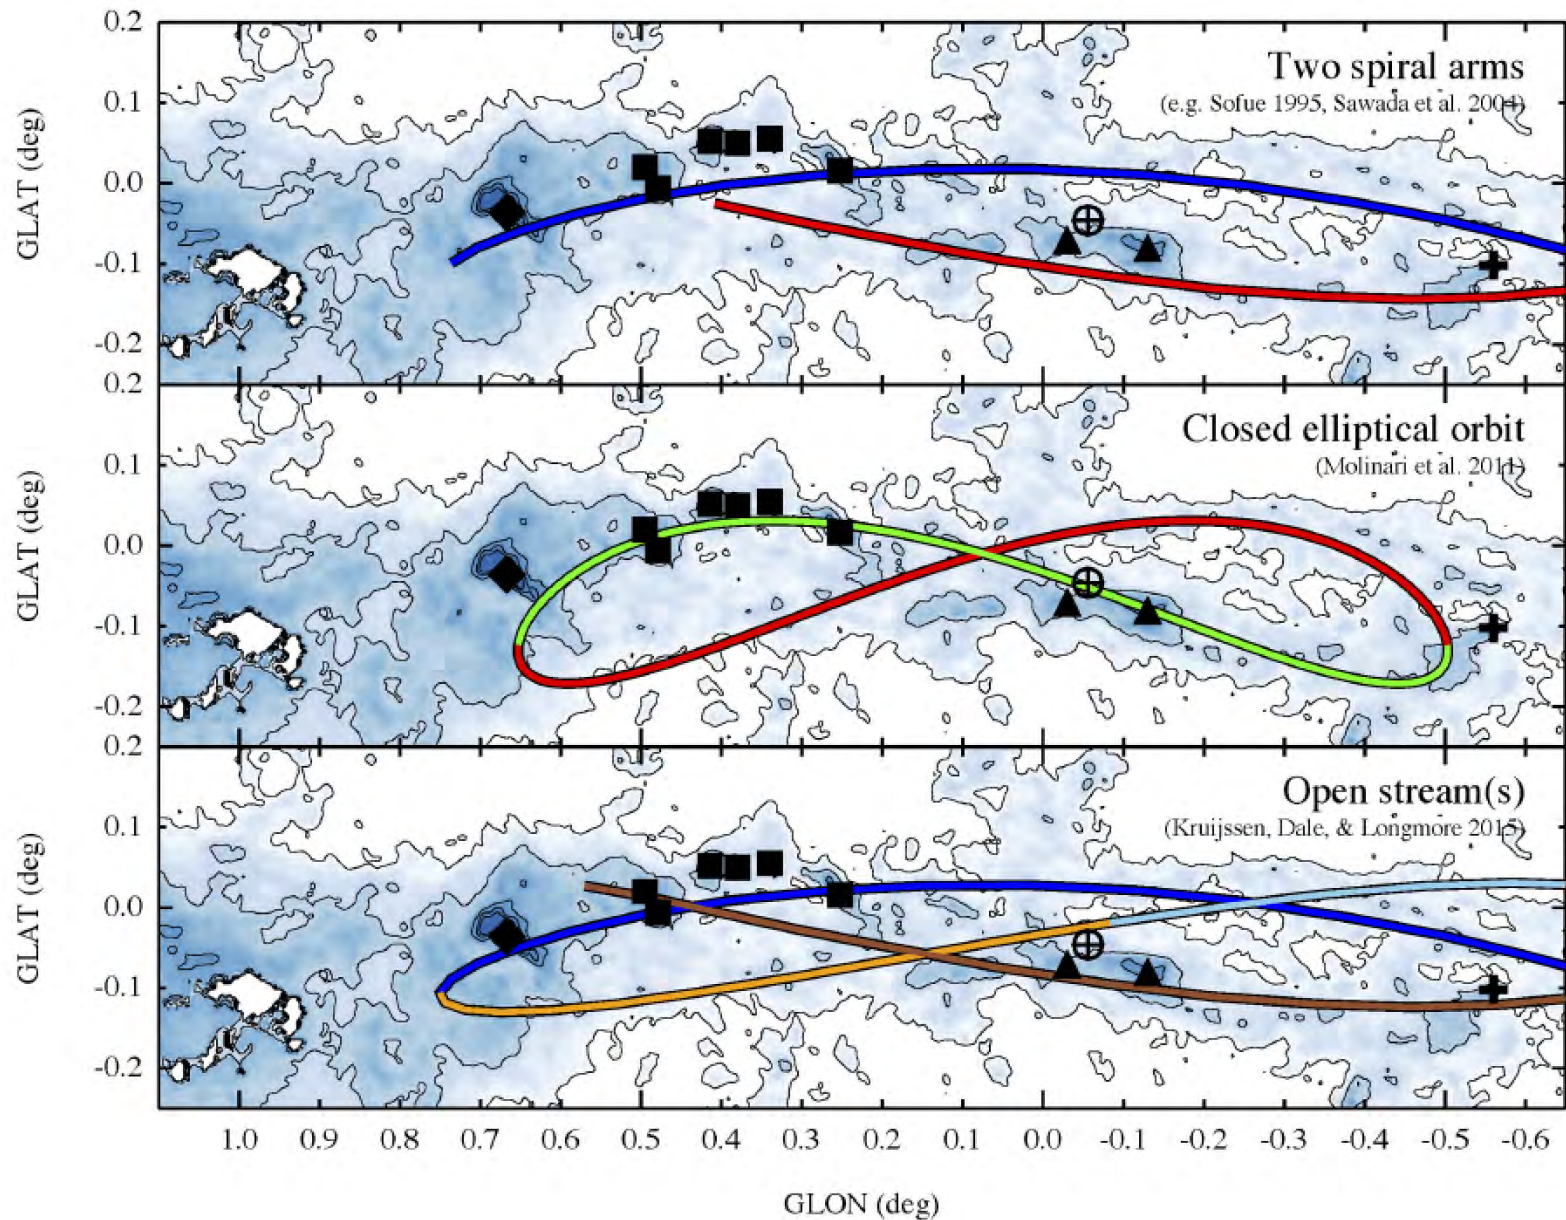 0.2
Two spiral arms
(e.g. Sofue 1995, Sawada et al. 2004)
0.1
0.0
-0.1
-0.2
GLAT (deg)
0.2
Closed elliptical orbit
(Molinari et al. 2011)
0.1
0.0
-0.1
-0.2
GLAT (deg)
0.2
Open stream(s)
(Kruijssen, Dale, & Longmore 2015)
0.1
0.0
-0.1
-0.2
GLAT (deg)
1.0 0.9 0.8 0.7 0.6 0.5 0.4 0.3 0.2 0.1 0.0 -0.1 -0.2 -0.3 -0.4 -0.5 -0.6
GLON (deg)